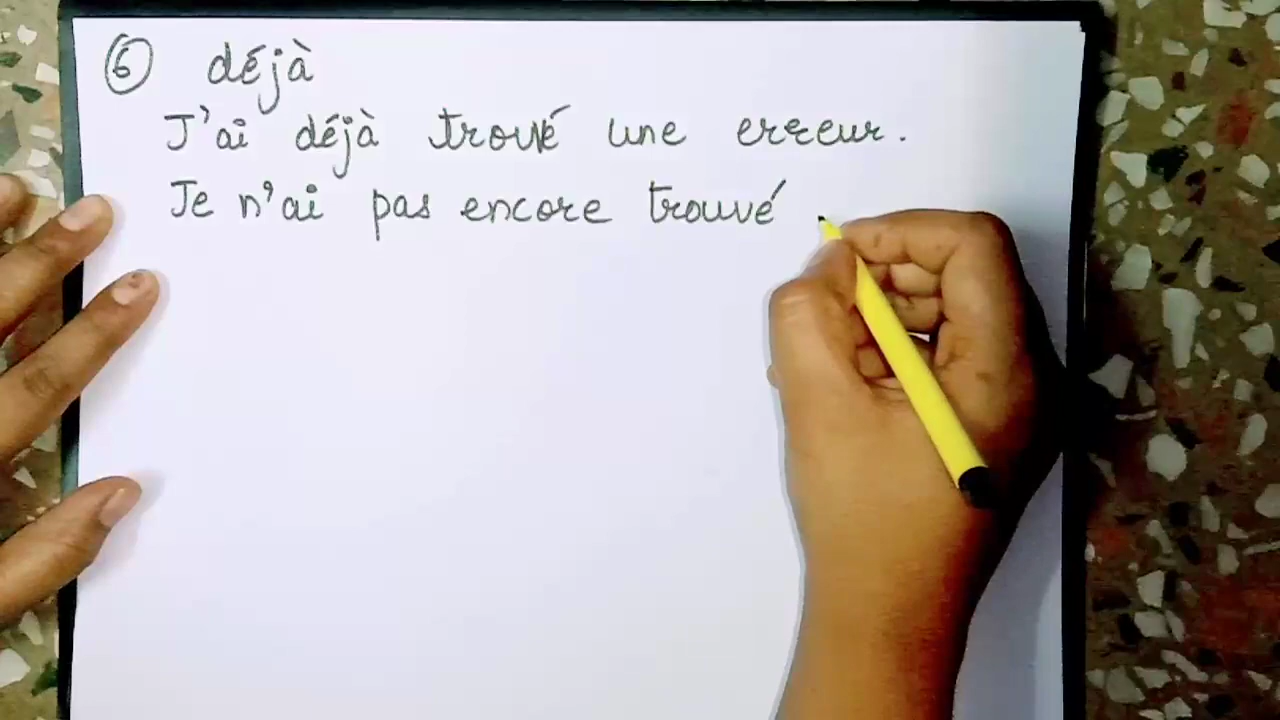 ⑥ déjà
J'ai déjà trouvé une erreur.
Je n'ai pas encore trouvé